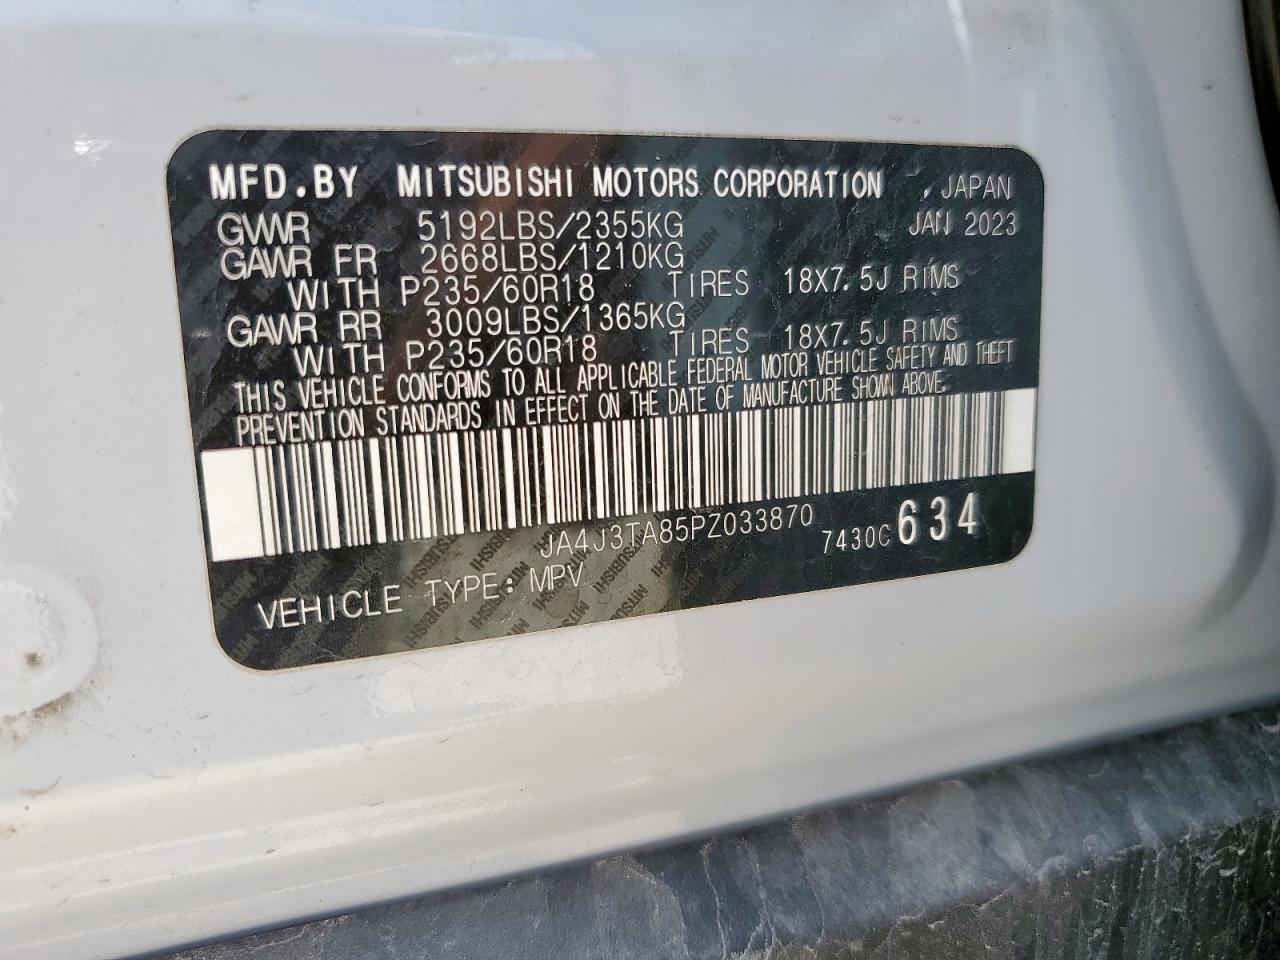 MFD.BY MITSUBISHI MOTORS CORPORATION , JAPAN
GVWR 5192LBS/2355KG JAN 2023
GAWR FR 2668LBS/1210KG
WITH P235/60R18 TIRES 18X7.5J RIMS
GAWR RR 3009LBS/1365KG
WITH P235/60R18 TIRES 18X7.5J RIMS
THIS VEHICLE CONFORMS TO ALL APPLICABLE FEDERAL MOTOR VEHICLE SAFETY AND THEFT
PREVENTION STANDARDS IN EFFECT ON THE DATE OF MANUFACTURE SHOWN ABOVE.
JA4J3TA85PZ033870 7430C 634
VEHICLE TYPE: MPV